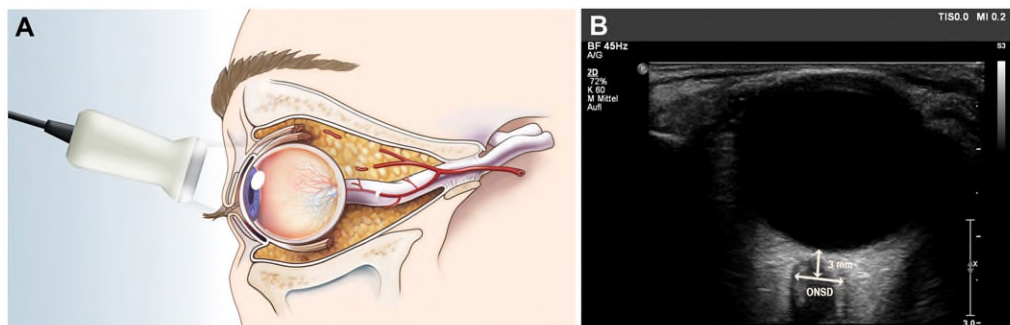 A
B
TIS0.0 MI 0.2
BF 45Hz
A/G
S3
P
2D
72%
K 60
M Mittel
Aufl
3 mm
x
ONSD
3.0